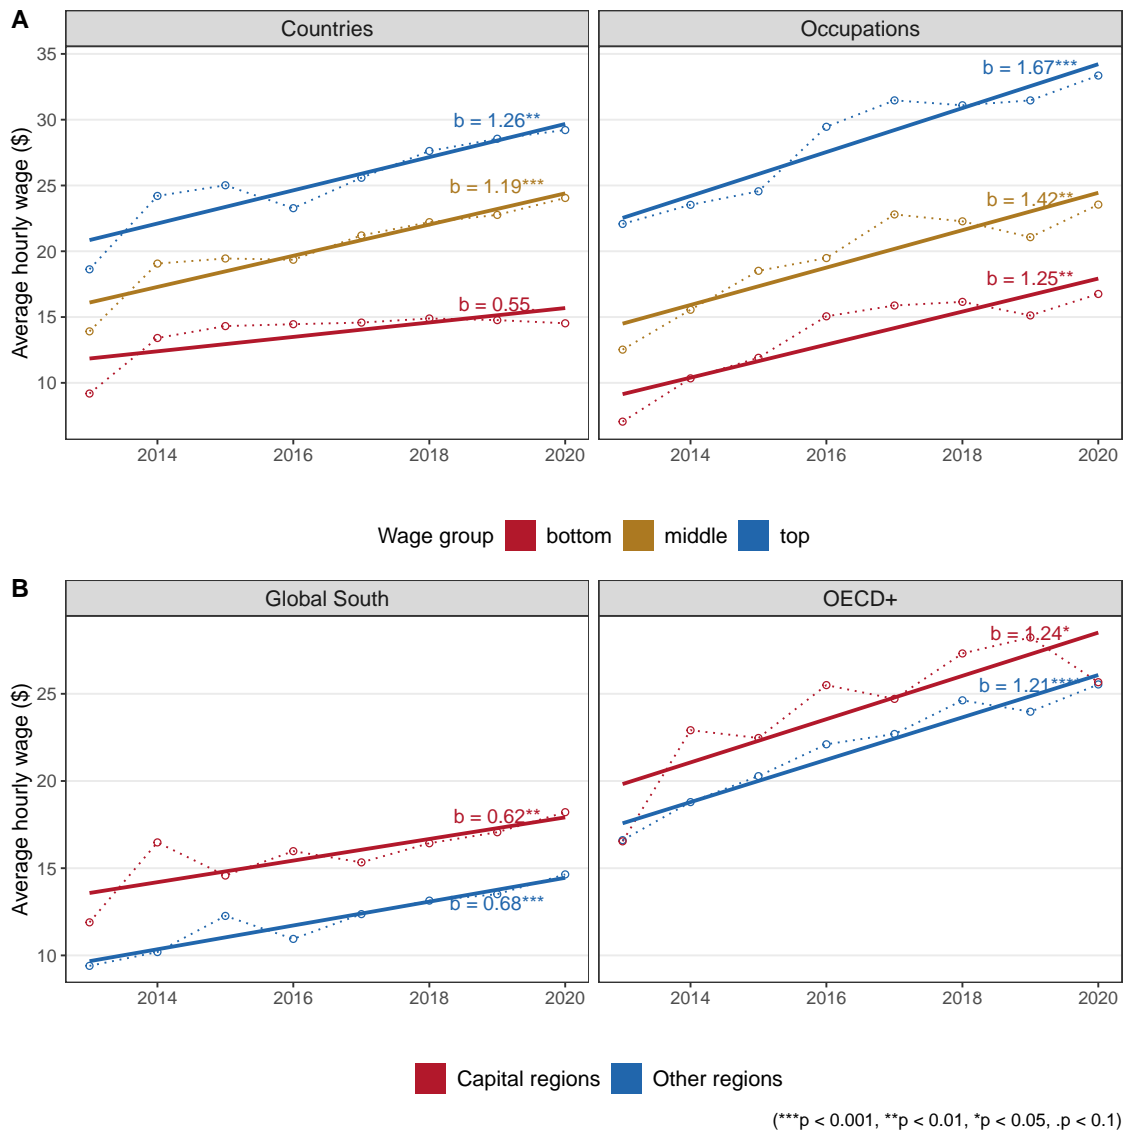 A
Countries
Occupations
Average hourly wage ($)
35
30
25
20
15
10
b = 1.26**
b = 1.19***
b = 0.55
b = 1.67***
b = 1.42**
b = 1.25**
2014 2016 2018 2020
2014 2016 2018 2020
Wage group bottom middle top
B
Global South
OECD+
Average hourly wage ($)
25
20
15
10
b = 0.62**
b = 0.68***
b = 1.24*
b = 1.21***
2014 2016 2018 2020
2014 2016 2018 2020
Capital regions Other regions
(***p < 0.001, **p < 0.01, *p < 0.05, .p < 0.1)